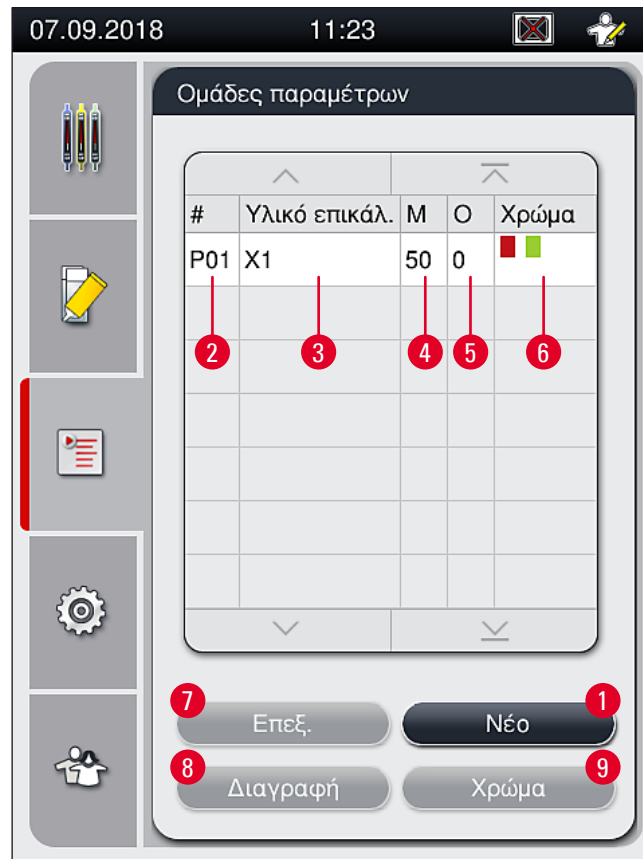 07.09.2018 11:23
Ομάδες παραμέτρων
# Υλικό επικάλ. Μ Ο Χρώμα
P01 X1 50 0
2 3 4 5 6
7 1
Επεξ. Νέο
8 9
Διαγραφή Χρώμα